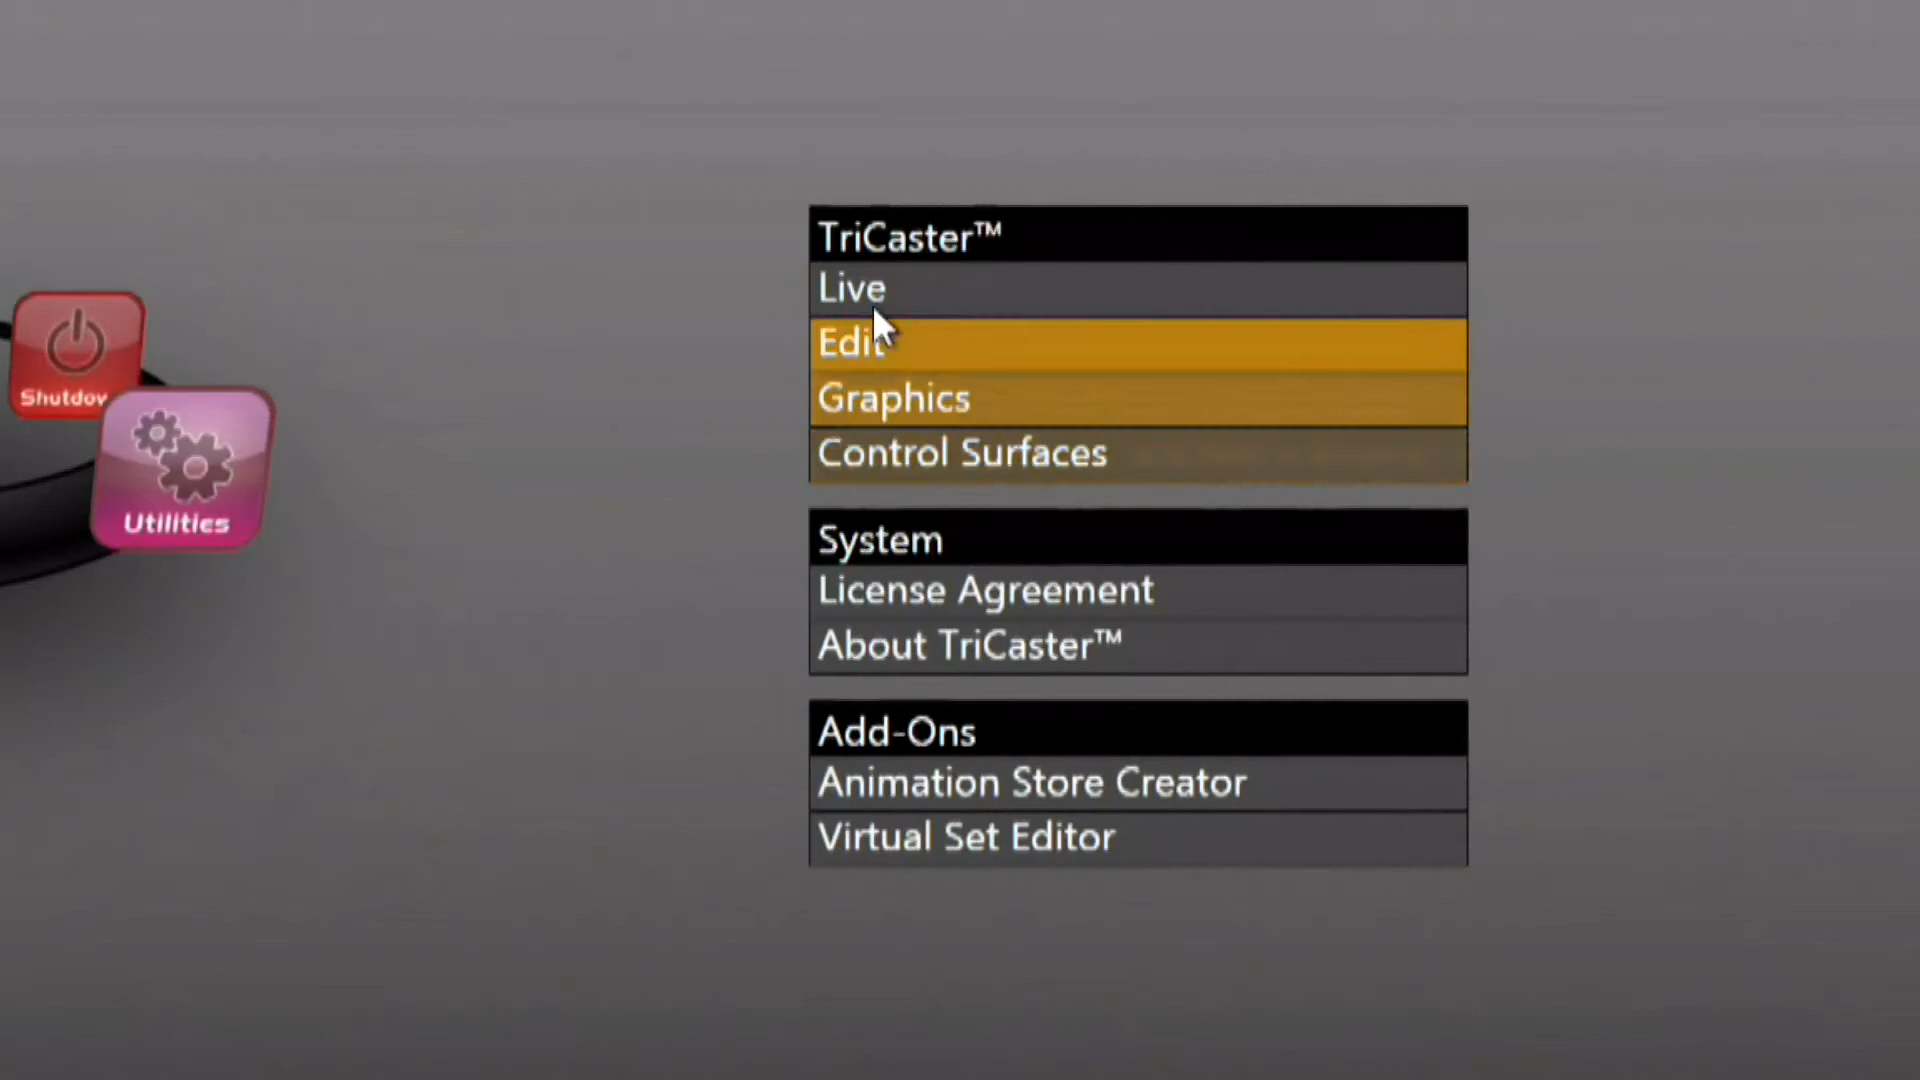 TriCaster™
Live
Edit
Graphics
Control Surfaces
Shutdow
Utilities
System
License Agreement
About TriCaster™
Add-Ons
Animation Store Creator
Virtual Set Editor